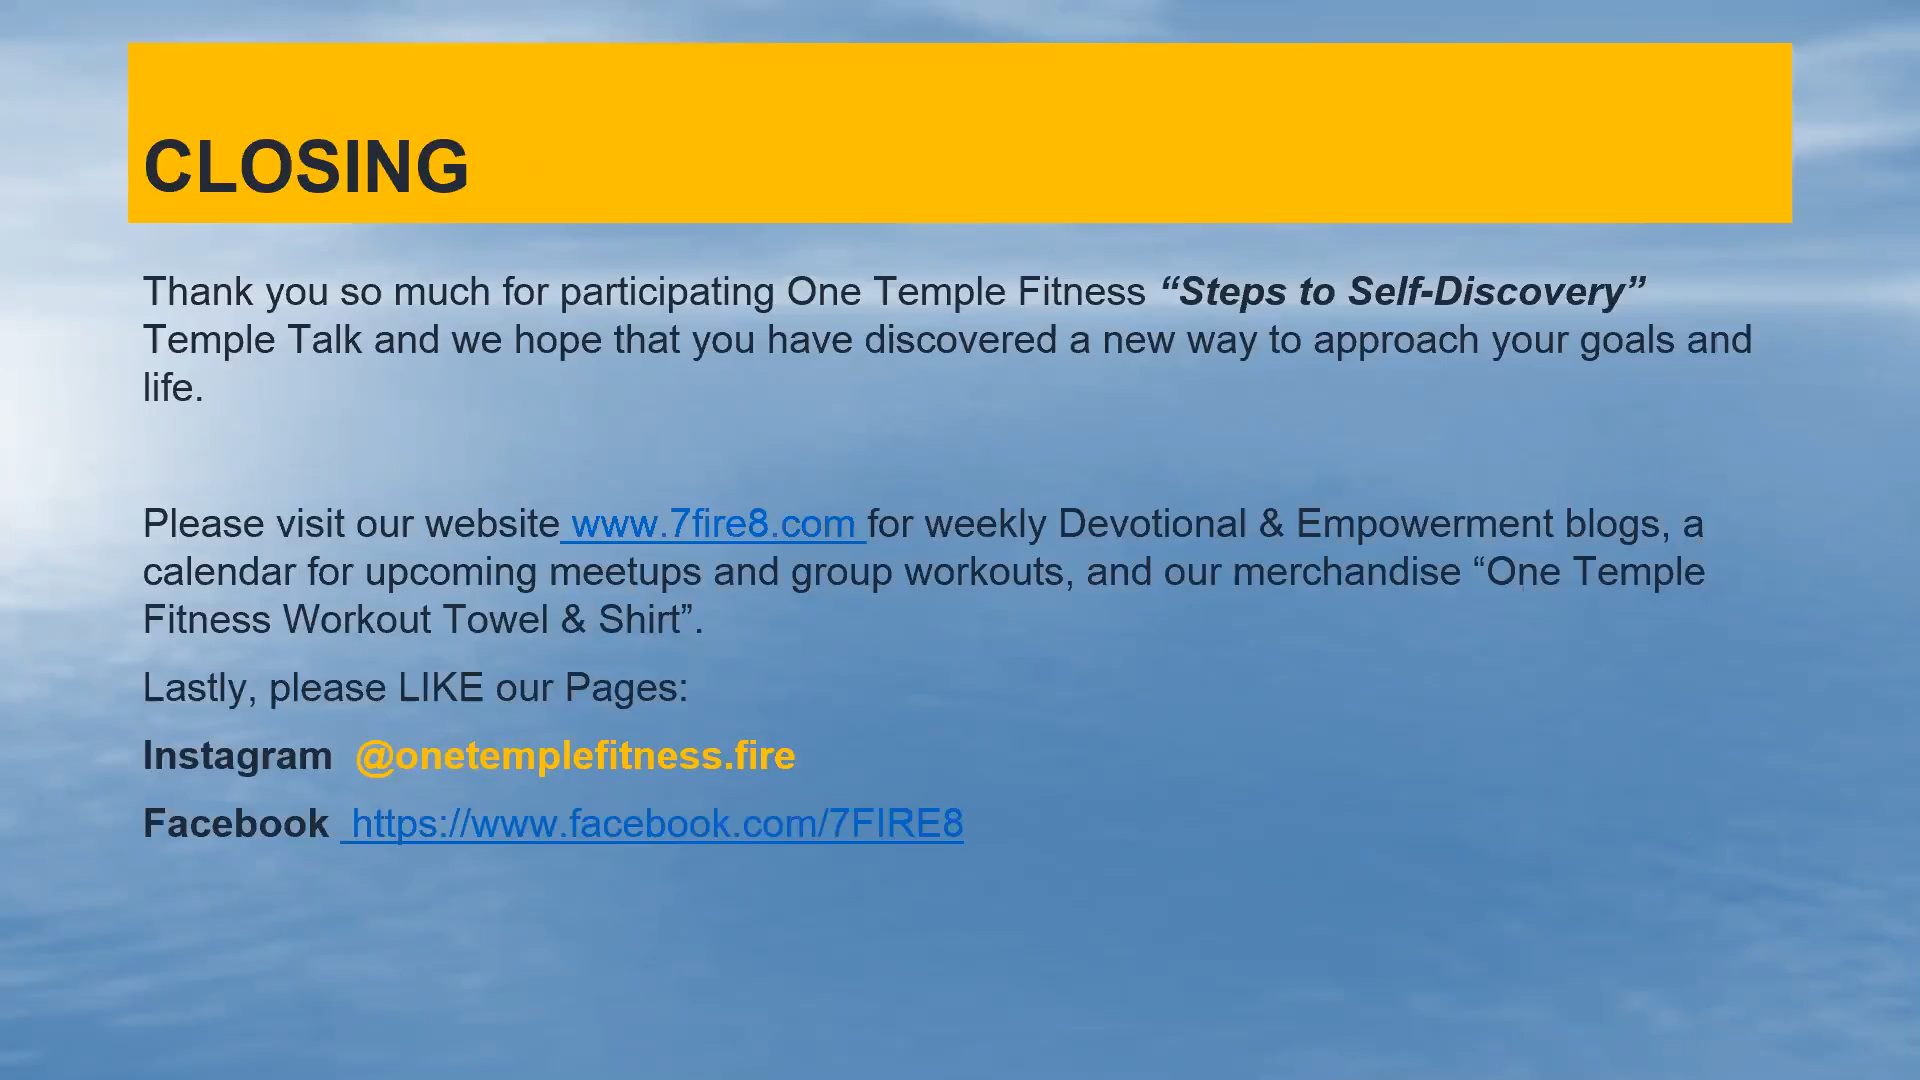 CLOSING
Thank you so much for participating One Temple Fitness “Steps to Self-Discovery”
Temple Talk and we hope that you have discovered a new way to approach your goals and
life.
Please visit our website www.7fire8.com for weekly Devotional & Empowerment blogs, a
calendar for upcoming meetups and group workouts, and our merchandise “One Temple
Fitness Workout Towel & Shirt”.
Lastly, please LIKE our Pages:
Instagram @onetemplefitness.fire
Facebook https://www.facebook.com/7FIRE8